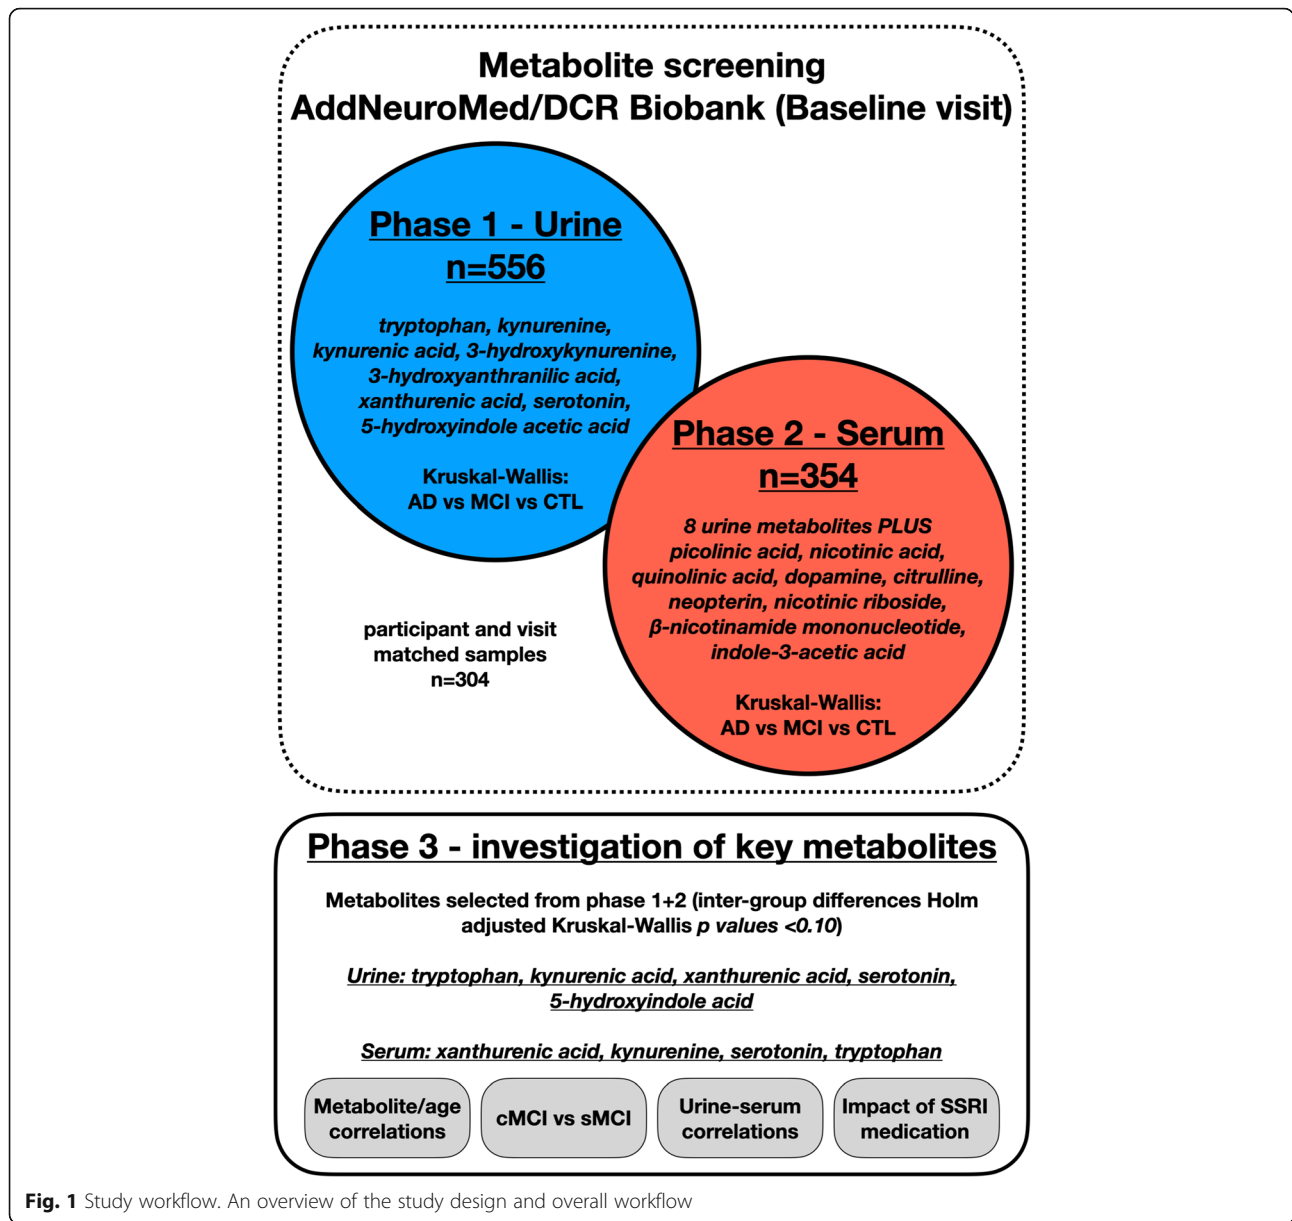 Metabolite screening
AddNeuroMed/DCR Biobank (Baseline visit)
Phase 1 - Urine
n=556
tryptophan, kynurenine,
kynurenic acid, 3-hydroxykynurenine,
3-hydroxyanthranilic acid,
xanthurenic acid, serotonin,
5-hydroxyindole acetic acid
Kruskal-Wallis:
AD vs MCI vs CTL
Phase 2 - Serum
n=354
8 urine metabolites PLUS
picolinic acid, nicotinic acid,
quinolinic acid, dopamine, citrulline,
neopterin, nicotinic riboside,
β-nicotinamide mononucleotide,
indole-3-acetic acid
Kruskal-Wallis:
AD vs MCI vs CTL
participant and visit
matched samples
n=304
Phase 3 - investigation of key metabolites
Metabolites selected from phase 1+2 (inter-group differences Holm
adjusted Kruskal-Wallis p values <0.10)
Urine: tryptophan, kynurenic acid, xanthurenic acid, serotonin,
5-hydroxyindole acid
Serum: xanthurenic acid, kynurenine, serotonin, tryptophan
Metabolite/age
correlations
cMCI vs sMCI
Urine-serum
correlations
Impact of SSRI
medication
Fig. 1 Study workflow. An overview of the study design and overall workflow